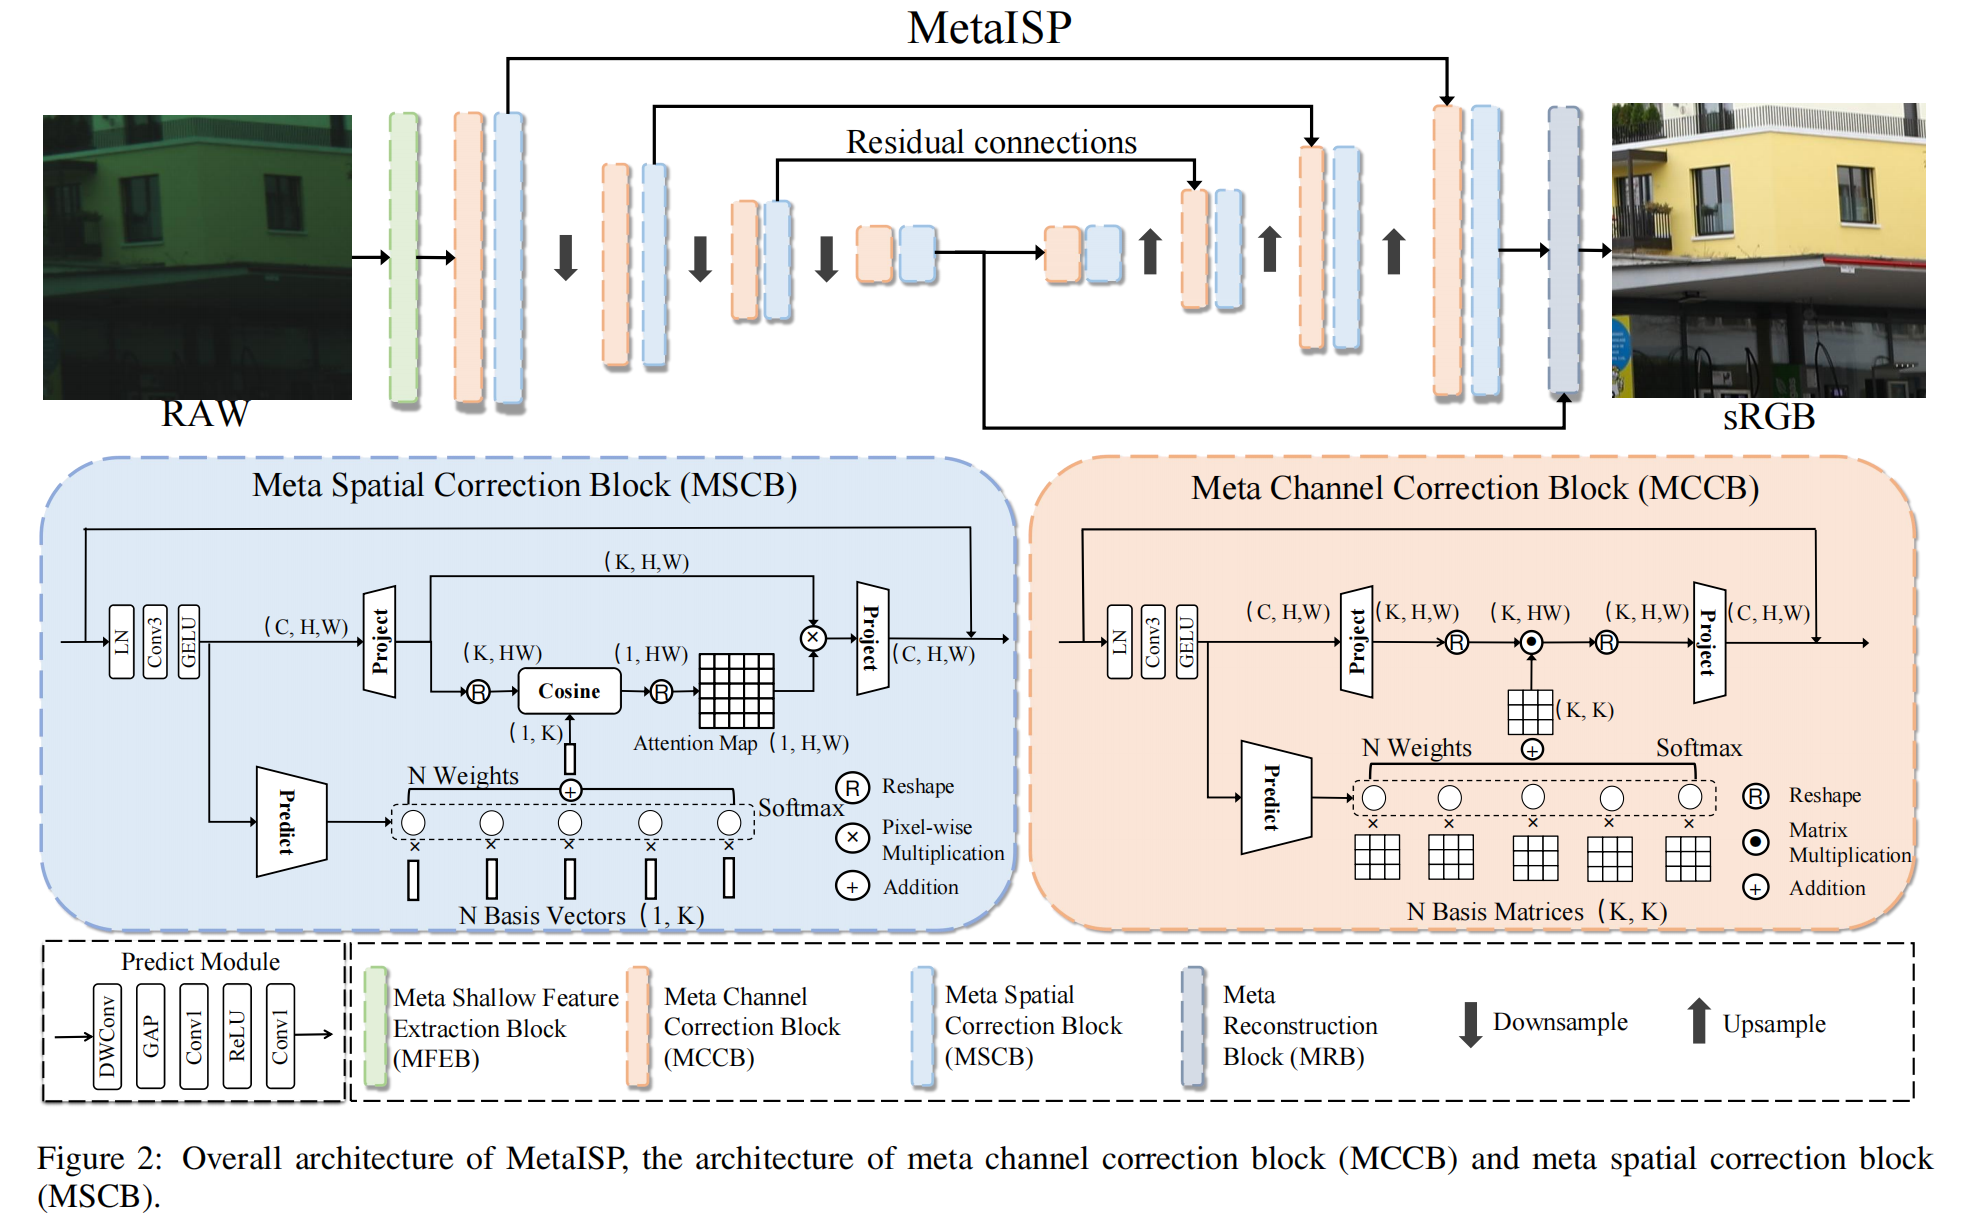 MetaISP
Residual connections
RAW
sRGB
Meta Spatial Correction Block (MSCB)
LN
Conv3
GELU
(C, H,W)
Project
(K, H,W)
(K, HW)
Cosine
(1, HW)
R
R
×
Project
(C, H,W)
(1, K)
Attention Map (1, H,W)
N Weights
+
Softmax
Predict
× × × × ×
N Basis Vectors (1, K)
R Reshape
× Pixel-wise
Multiplication
+ Addition
Meta Channel Correction Block (MCCB)
LN
Conv3
GELU
(C, H,W)
Project
(K, H,W)
R
(K, HW)
(K, H,W)
R
Project
(C, H,W)
(K, K)
N Weights
+
Softmax
Predict
× × × × ×
N Basis Matrices (K, K)
R Reshape
Matrix
Multiplication
+ Addition
Predict Module
DWConv
GAP
Conv1
ReLU
Conv1
Meta Shallow Feature
Extraction Block
(MFEB)
Meta Channel
Correction Block
(MCCB)
Meta Spatial
Correction Block
(MSCB)
Meta
Reconstruction
Block (MRB)
Downsample
Upsample
Figure 2: Overall architecture of MetaISP, the architecture of meta channel correction block (MCCB) and meta spatial correction block
(MSCB).